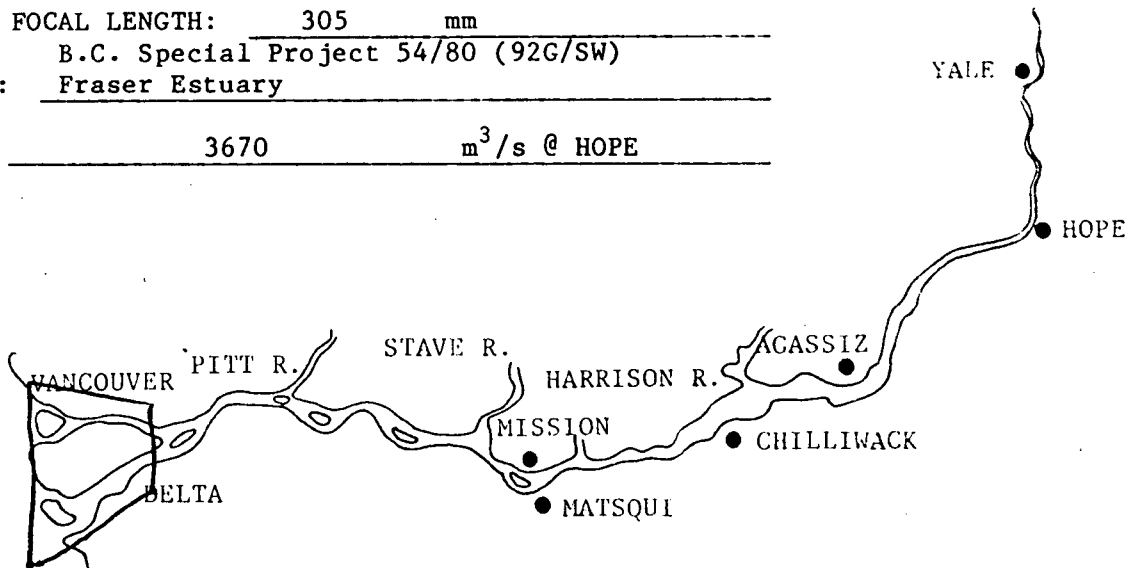 FOCAL LENGTH: 305 mm
B.C. Special Project 54/80 (92G/SW)
: Fraser Estuary
3670 m³/s @ HOPE
YALE
HOPE
PITT R.
STAVE R.
AGASSIZ
VANCOUVER
HARRISON R.
MISSION
CHILLIWACK
DELTA
MATSQUI